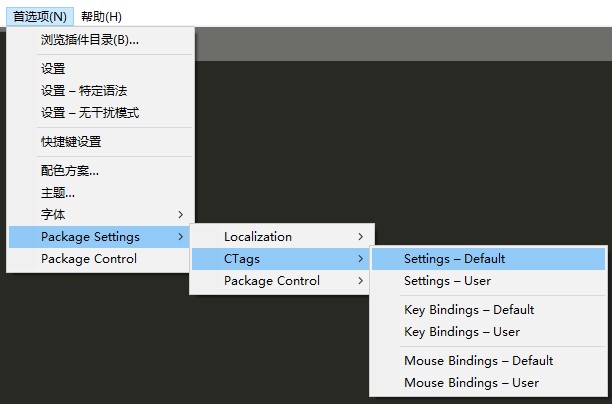 首选项(N) 帮助(H)
浏览插件目录(B)...
设置
设置 – 特定语法
设置 – 无干扰模式
快捷键设置
配色方案...
主题...
字体
Package Settings
Package Control
Localization
CTags
Package Control
Settings – Default
Settings – User
Key Bindings – Default
Key Bindings – User
Mouse Bindings – Default
Mouse Bindings – User